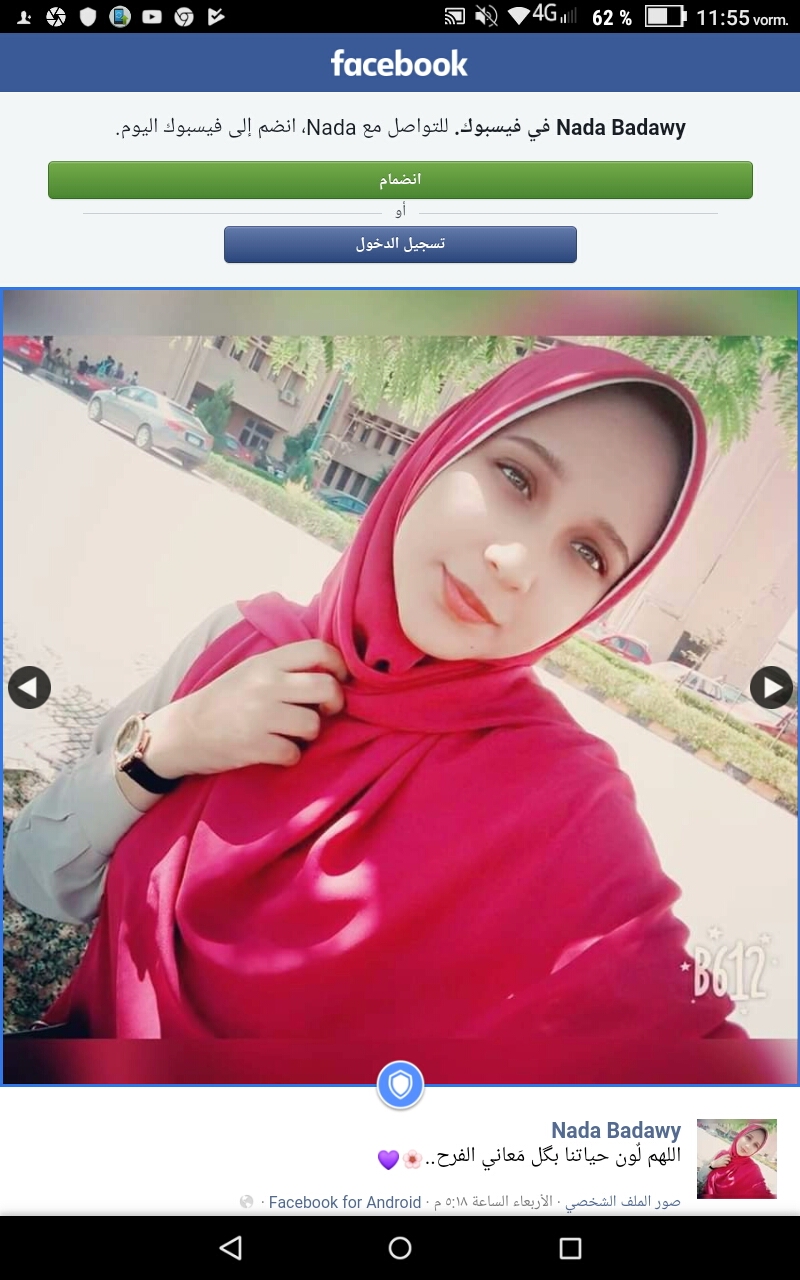 4G 62 % 11:55 vorm.
facebook
Nada Badawy في فيسبوك. للتواصل مع Nada، انضم إلى فيسبوك اليوم.
انضمام
أو
تسجيل الدخول
B612
Nada Badawy
اللهم لٌون حياتنا بگل مَعاني الفرح..🌸💜
صور الملف الشخصي · الأربعاء الساعة ٥:١٨ م · Facebook for Android ·